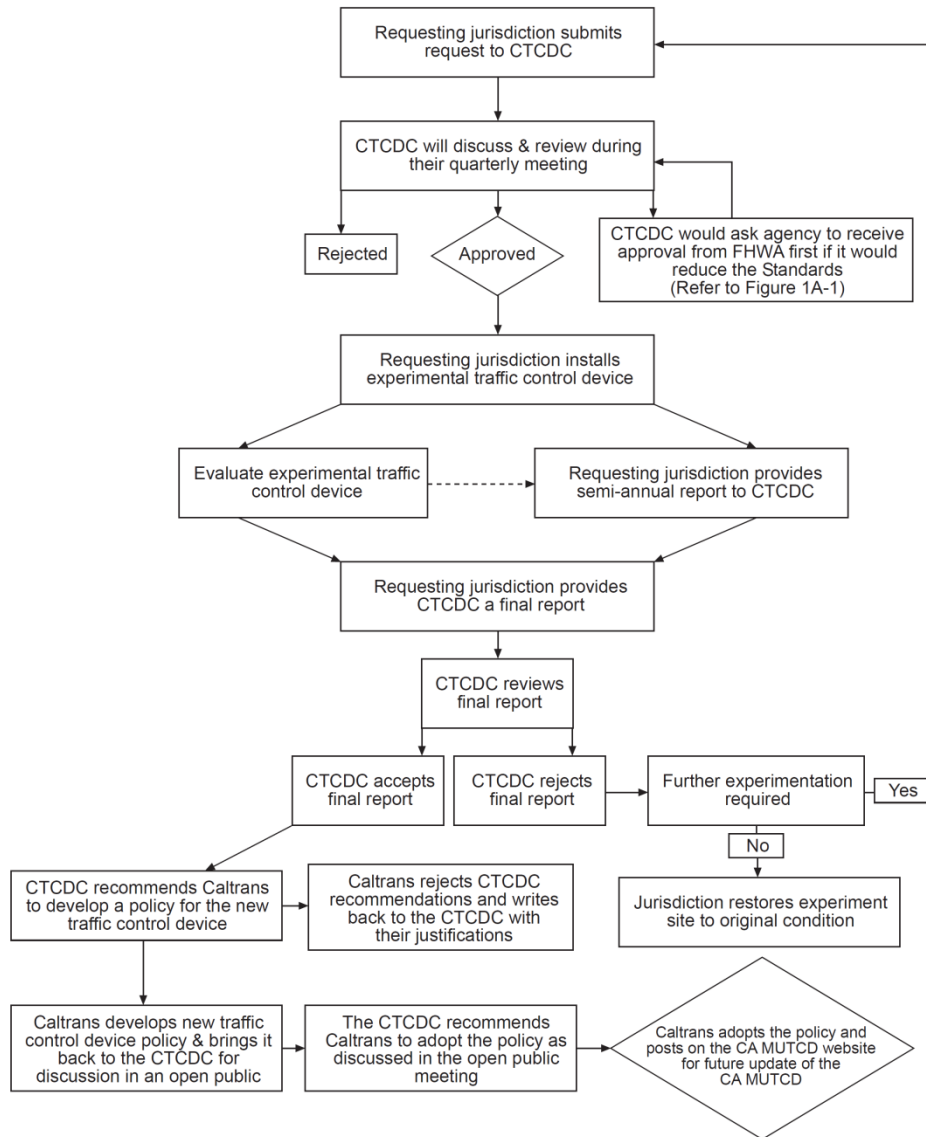 Requesting jurisdiction submits
request to CTCDC
CTCDC will discuss & review during
their quarterly meeting
Rejected
Approved
CTCDC would ask agency to receive
approval from FHWA first if it would
reduce the Standards
(Refer to Figure 1A-1)
Requesting jurisdiction installs
experimental traffic control device
Evaluate experimental traffic
control device
Requesting jurisdiction provides
semi-annual report to CTCDC
Requesting jurisdiction provides
CTCDC a final report
CTCDC reviews
final report
CTCDC accepts
final report
CTCDC rejects
final report
Further experimentation
required
Yes
No
CTCDC recommends Caltrans
to develop a policy for the new
traffic control device
Caltrans rejects CTCDC
recommendations and writes
back to the CTCDC with
their justifications
Jurisdiction restores experiment
site to original condition
Caltrans develops new traffic
control device policy & brings it
back to the CTCDC for
discussion in an open public
The CTCDC recommends
Caltrans to adopt the policy as
discussed in the open public
meeting
Caltrans adopts the policy and
posts on the CA MUTCD website
for future update of the
CA MUTCD